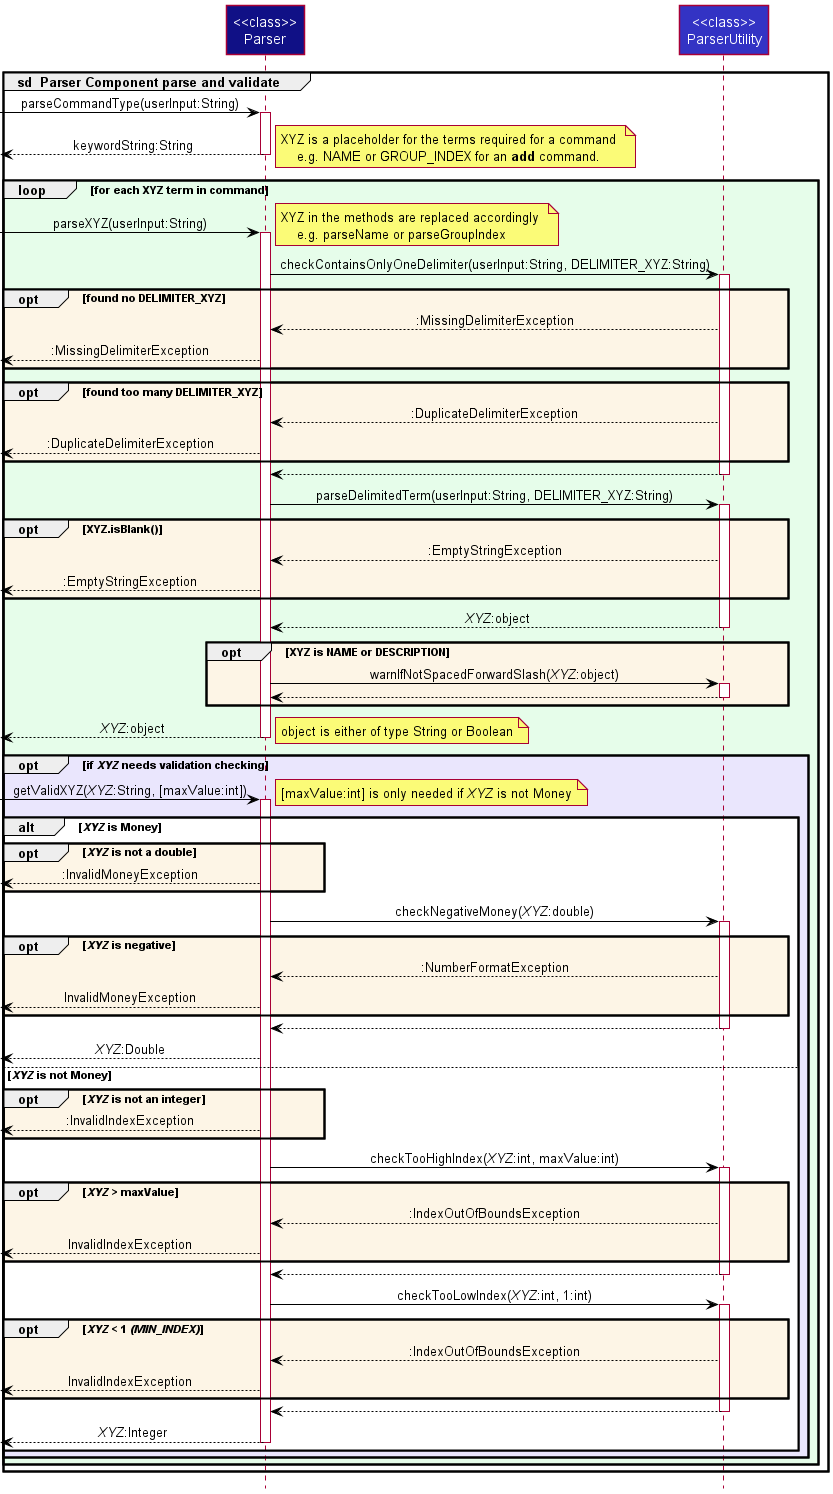 <<class>>
Parser
<<class>>
ParserUtility
sd Parser Component parse and validate
parseCommandType(userInput:String)
XYZ is a placeholder for the terms required for a command
e.g. NAME or GROUP_INDEX for an add command.
keywordString:String
loop [for each XYZ term in command]
XYZ in the methods are replaced accordingly
e.g. parseName or parseGroupIndex
parseXYZ(userInput:String)
checkContainsOnlyOneDelimiter(userInput:String, DELIMITER_XYZ:String)
opt [found no DELIMITER_XYZ]
:MissingDelimiterException
:MissingDelimiterException
opt [found too many DELIMITER_XYZ]
:DuplicateDelimiterException
:DuplicateDelimiterException
parseDelimitedTerm(userInput:String, DELIMITER_XYZ:String)
opt [XYZ.isBlank()]
:EmptyStringException
:EmptyStringException
XYZ:object
opt [XYZ is NAME or DESCRIPTION]
warnIfNotSpacedForwardSlash(XYZ:object)
XYZ:object
object is either of type String or Boolean
opt [if XYZ needs validation checking]
getValidXYZ(XYZ:String, [maxValue:int])
[maxValue:int] is only needed if XYZ is not Money
alt [XYZ is Money]
opt [XYZ is not a double]
:InvalidMoneyException
checkNegativeMoney(XYZ:double)
opt [XYZ is negative]
:NumberFormatException
InvalidMoneyException
XYZ:Double
[XYZ is not Money]
opt [XYZ is not an integer]
:InvalidIndexException
checkTooHighIndex(XYZ:int, maxValue:int)
opt [XYZ > maxValue]
:IndexOutOfBoundsException
InvalidIndexException
checkTooLowIndex(XYZ:int, 1:int)
opt [XYZ < 1 (MIN_INDEX)]
:IndexOutOfBoundsException
InvalidIndexException
XYZ:Integer